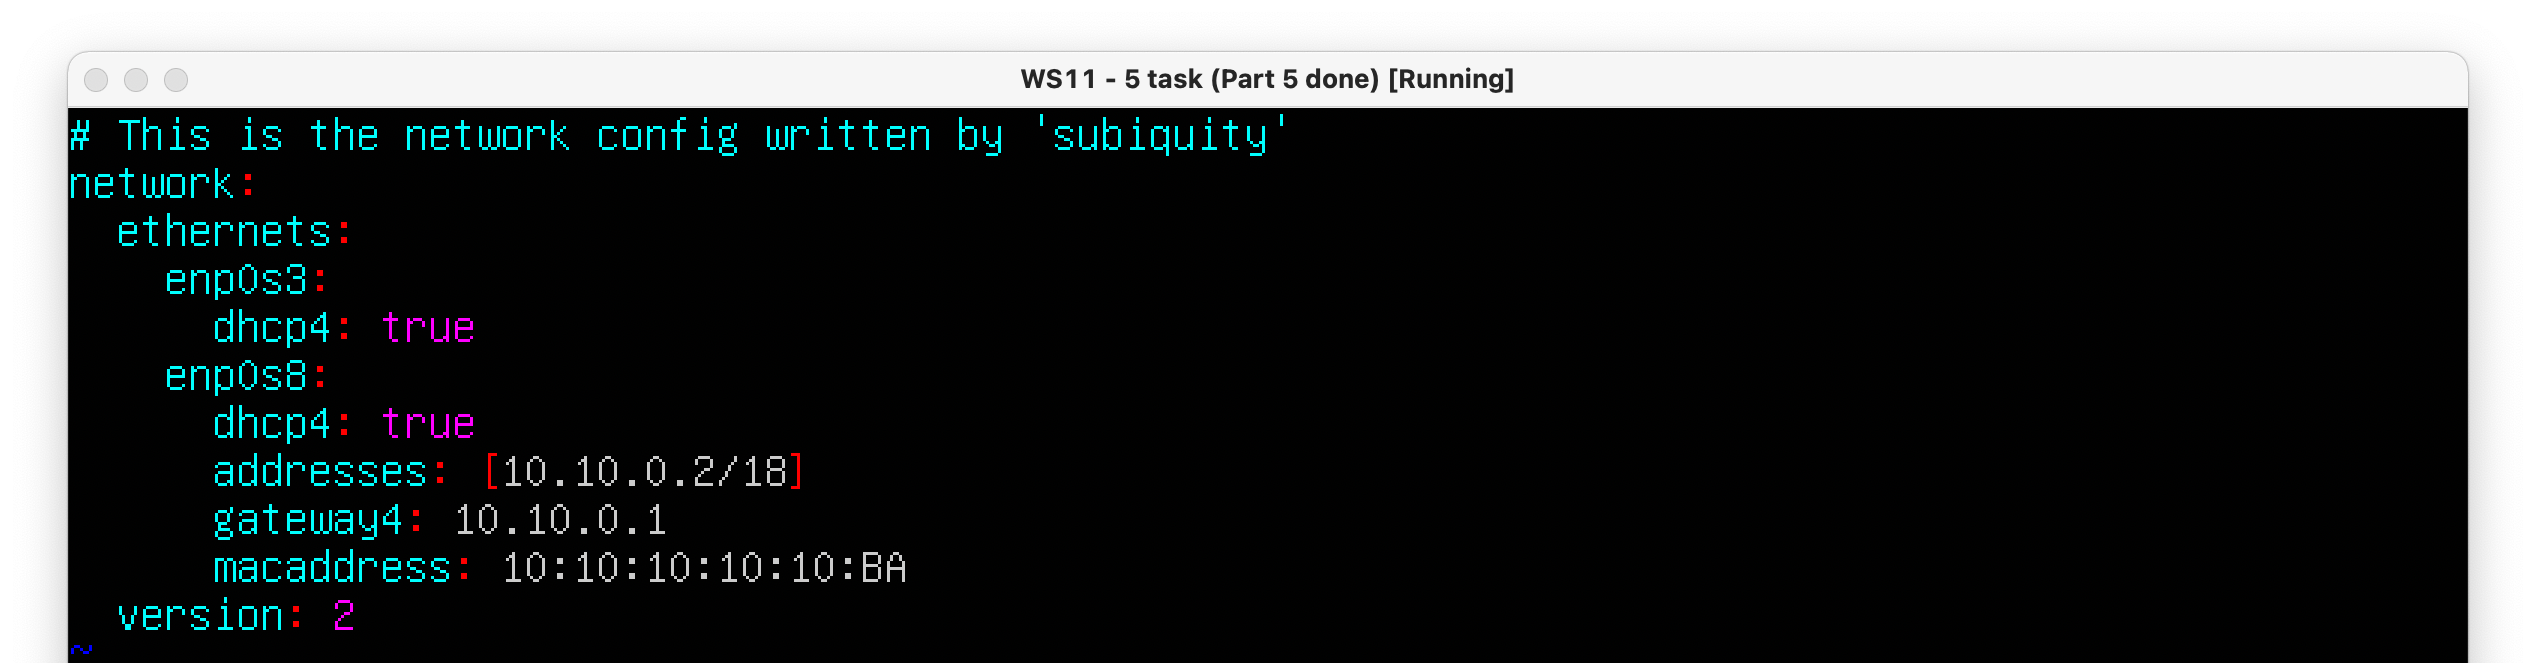 WS11 - 5 task (Part 5 done) [Running]
# This is the network config written by 'subiquity'
network:
  ethernets:
    enp0s3:
      dhcp4: true
    enp0s8:
      dhcp4: true
      addresses: [10.10.0.2/18]
      gateway4: 10.10.0.1
      macaddress: 10:10:10:10:10:BA
  version: 2
~